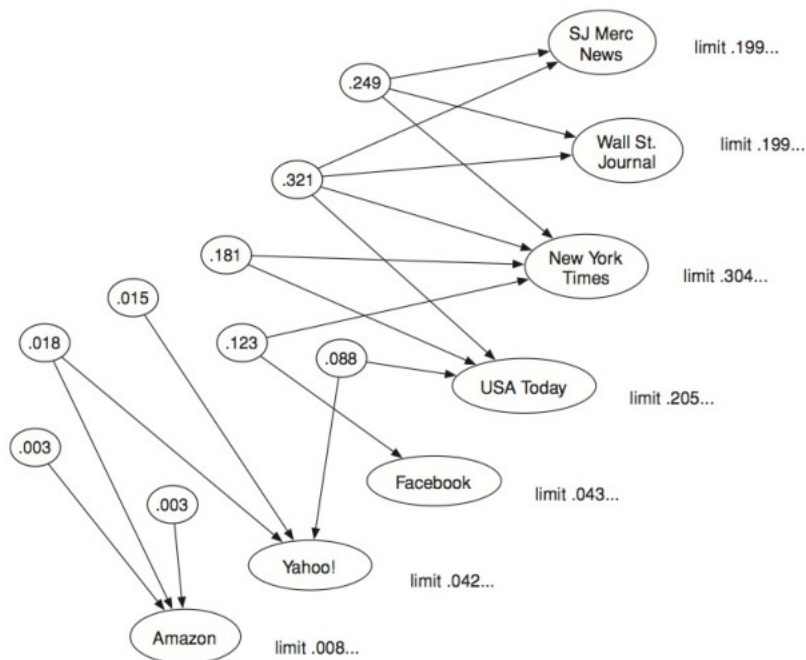 SJ Merc
News
limit .199...
.249
Wall St.
Journal
limit .199...
.321
.181
New York
Times
limit .304...
.015
.018
.123
.088
USA Today
limit .205...
.003
Facebook
limit .043...
.003
Yahoo!
limit .042...
Amazon
limit .008...